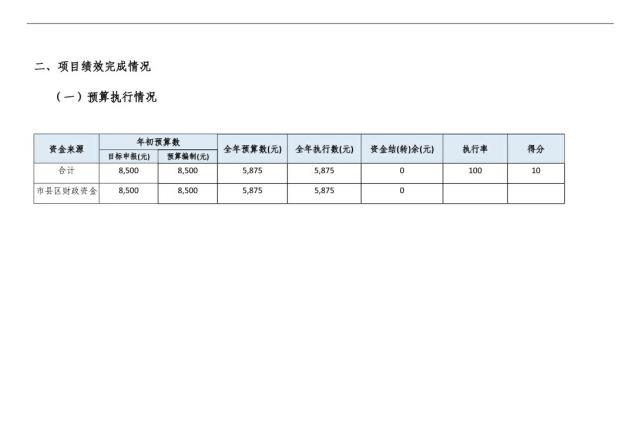 二、项目绩效完成情况
（一）预算执行情况
资金来源 年初预算数 全年预算数(元) 全年执行数(元) 资金结(转)余(元) 执行率 得分
目标申报(元) 预算编制(元)
合计 8,500 8,500 5,875 5,875 0 100 10
市县区财政资金 8,500 8,500 5,875 5,875 0